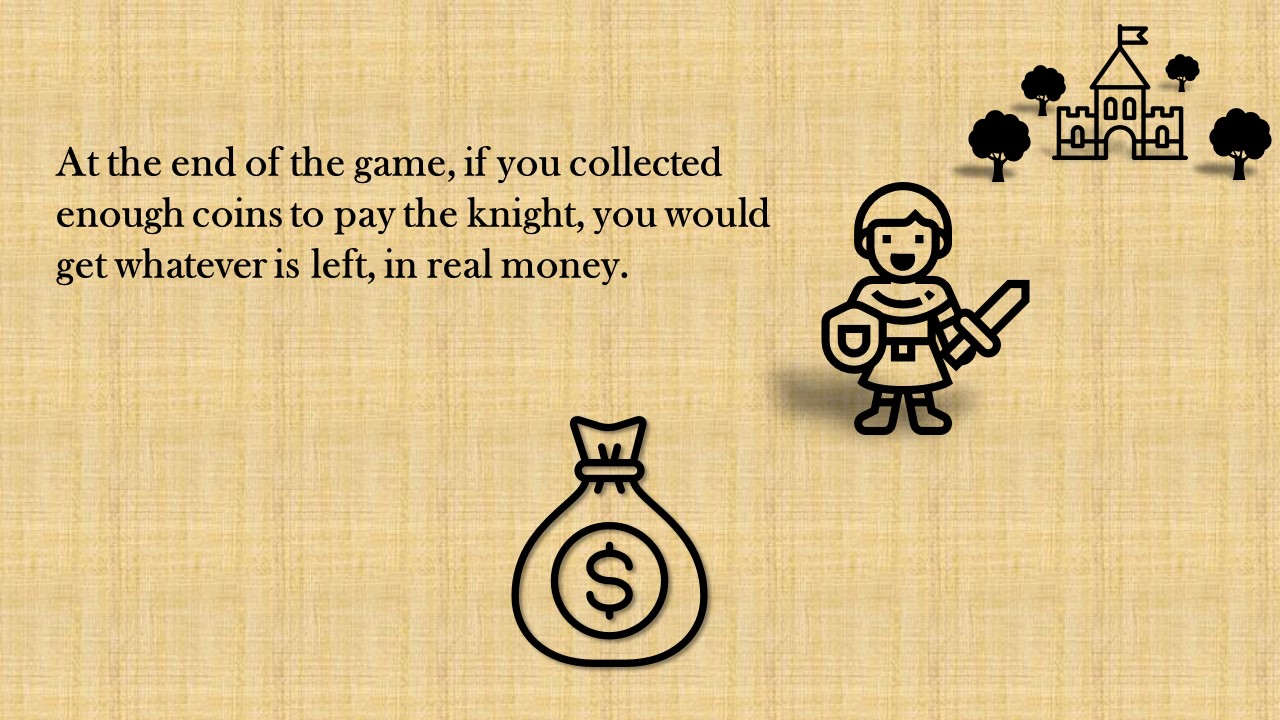 At the end of the game, if you collected
enough coins to pay the knight, you would
get whatever is left, in real money.
$